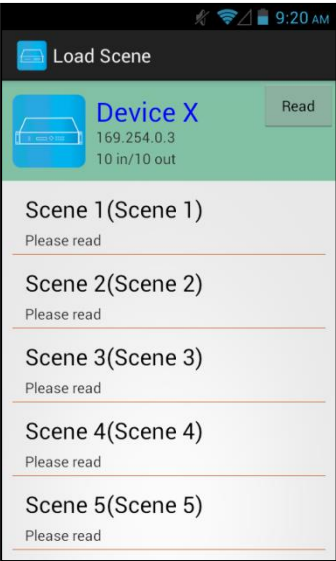 9:20 AM
Load Scene
Device X
Read
169.254.0.3
10 in/10 out
Scene 1(Scene 1)
Please read
Scene 2(Scene 2)
Please read
Scene 3(Scene 3)
Please read
Scene 4(Scene 4)
Please read
Scene 5(Scene 5)
Please read